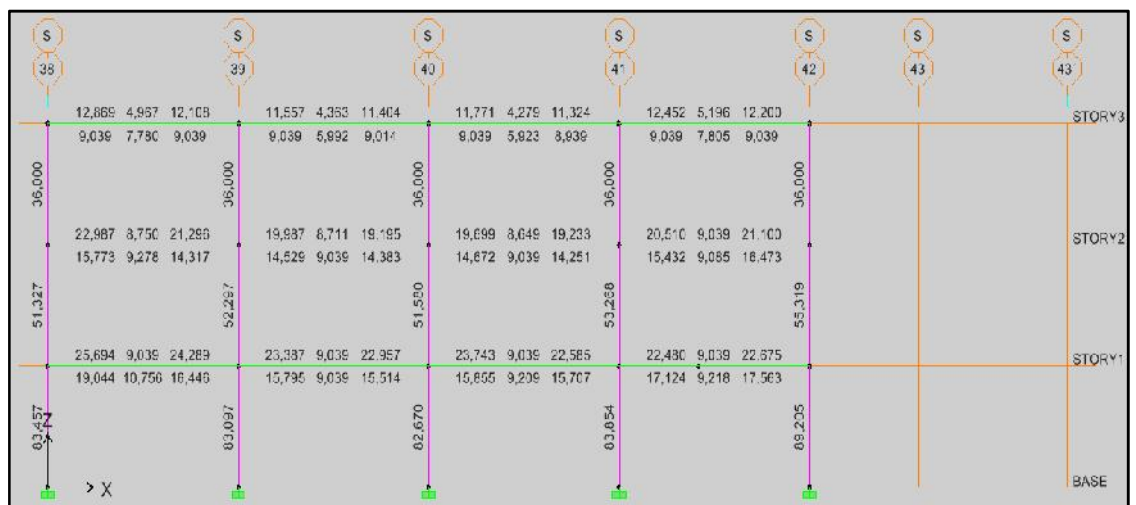 S S S S S S S
38 39 40 41 42 43 43
12,869 4,967 12,108 11,557 4,363 11,404 11,771 4,279 11,324 12,452 5,196 12,200
STORY3
9,039 7,780 9,039 9,039 5,992 9,014 9,039 5,923 8,939 9,039 7,805 9,039
36,000 36,000 36,000 36,000 36,000
22,987 8,750 21,296 19,987 8,711 19,195 19,699 8,649 19,233 20,510 9,039 21,100
STORY2
15,773 9,278 14,317 14,529 9,039 14,383 14,672 9,039 14,251 15,432 9,085 16,473
51,327 52,297 51,580 53,268 55,319
25,694 9,039 24,289 23,387 9,039 22,957 23,743 9,039 22,585 22,480 9,039 22,675
STORY1
19,044 10,756 16,446 15,795 9,039 15,514 15,855 9,209 15,707 17,124 9,218 17,563
83,457 83,097 82,670 83,854 89,205
Z
X
BASE